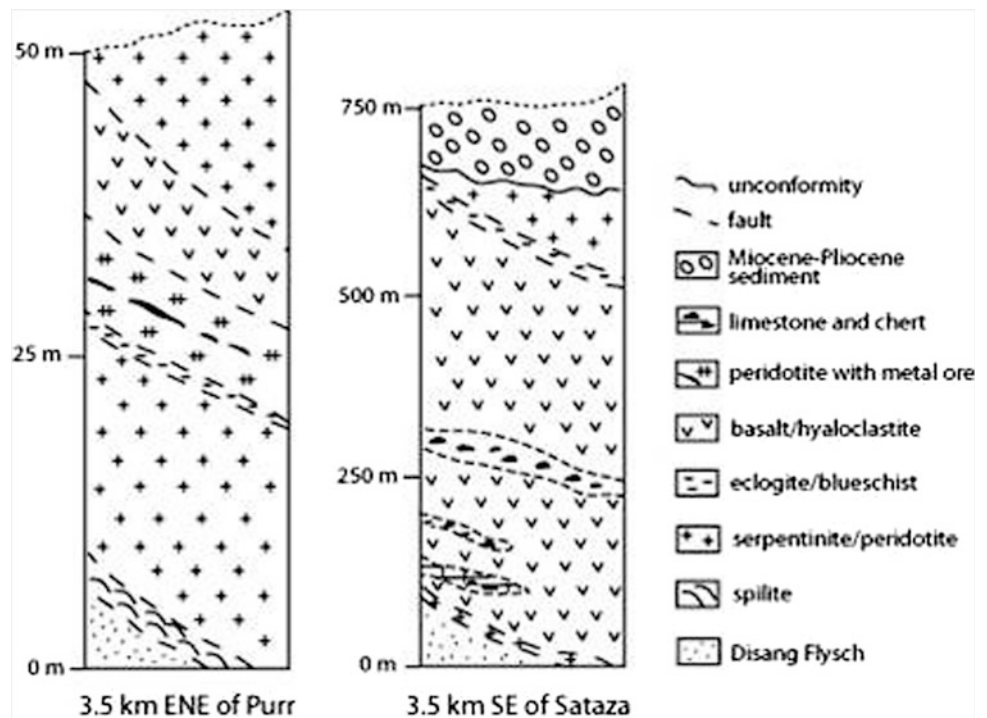 50 m
25 m
0 m
3.5 km ENE of Purr
750 m
500 m
250 m
0 m
3.5 km SE of Sataza
unconformity
fault
Miocene-Pliocene
sediment
limestone and chert
peridotite with metal ore
basalt/hyaloclastite
eclogite/blueschist
serpentinite/peridotite
spilite
Disang Flysch